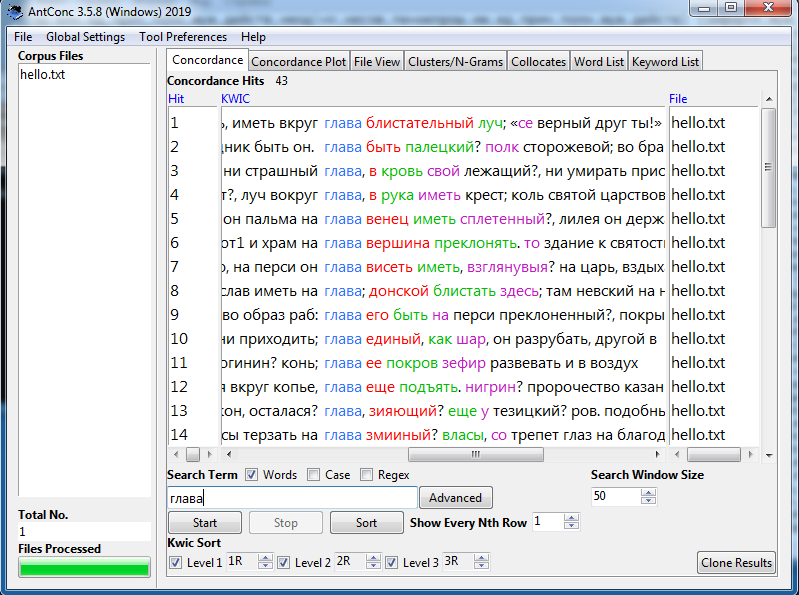 AntConc 3.5.8 (Windows) 2019
File Global Settings Tool Preferences Help
Corpus Files
hello.txt
Concordance Concordance Plot File View Clusters/N-Grams Collocates Word List Keyword List
Concordance Hits 43
Hit KWIC File
1 ь, иметь вкруг глава блистательный луч; «се верный друг ты!» hello.txt
2 дник быть он. глава быть палецкий? полк сторожевой; во бра hello.txt
3 ни страшный глава, в кровь свой лежащий?, ни умирать прис hello.txt
4 т?, луч вокруг глава, в рука иметь крест; коль святой царствов hello.txt
5 он пальма на глава венец иметь сплетенный?, лилея он держ hello.txt
6 от1 и храм на глава вершина преклонять. то здание к святост hello.txt
7 о, на перси он глава висеть иметь, взглянувыя? на царь, вздых hello.txt
8 слав иметь на глава; донской блистать здесь; там невский на н hello.txt
9 во образ раб: глава его быть на перси преклоненный?, покры hello.txt
10 ни приходить; глава единый, как шар, он разрубать, другой в hello.txt
11 огинин? конь; глава ее покров зефир развевать и в воздух hello.txt
12 я вкруг копье, глава еще подъять. нигрин? пророчество казан hello.txt
13 кон, осталася? глава, зияющий? еще у тезицкий? ров. подобнь hello.txt
14 сы терзать на глава змииный? власы, со трепет глаз на благод hello.txt
Search Term Words Case Regex Search Window Size
глава Advanced 50
Start Stop Sort Show Every Nth Row 1
Total No.
1
Files Processed
Kwic Sort
Level 1 1R Level 2 2R Level 3 3R Clone Results